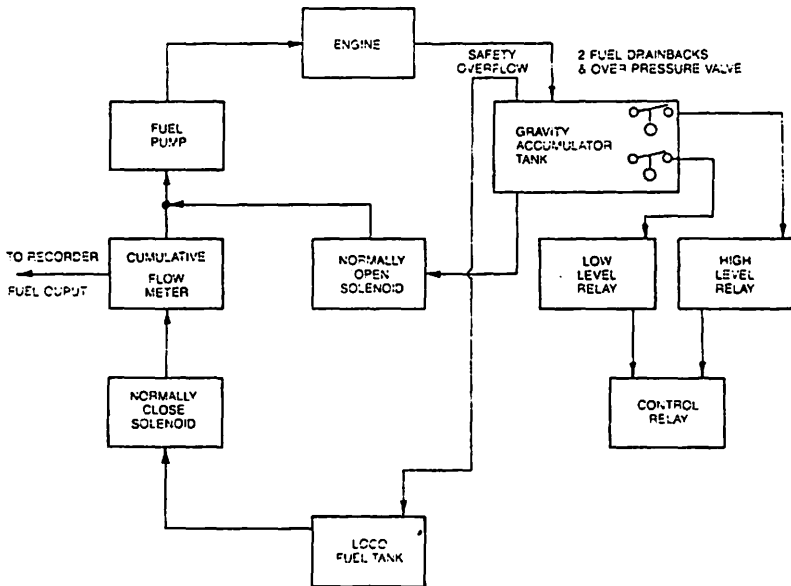 ENGINE
SAFETY
OVERFLOW
2 FUEL DRAINBACKS
& OVER PRESSURE VALVE
FUEL
PUMP
GRAVITY
ACCUMULATOR
TANK
TO RECORDER
FUEL OUPUT
CUMULATIVE
FLOW
METER
NORMALLY
OPEN
SOLENOID
LOW
LEVEL
RELAY
HIGH
LEVEL
RELAY
NORMALLY
CLOSE
SOLENOID
CONTROL
RELAY
LOCO
FUEL TANK